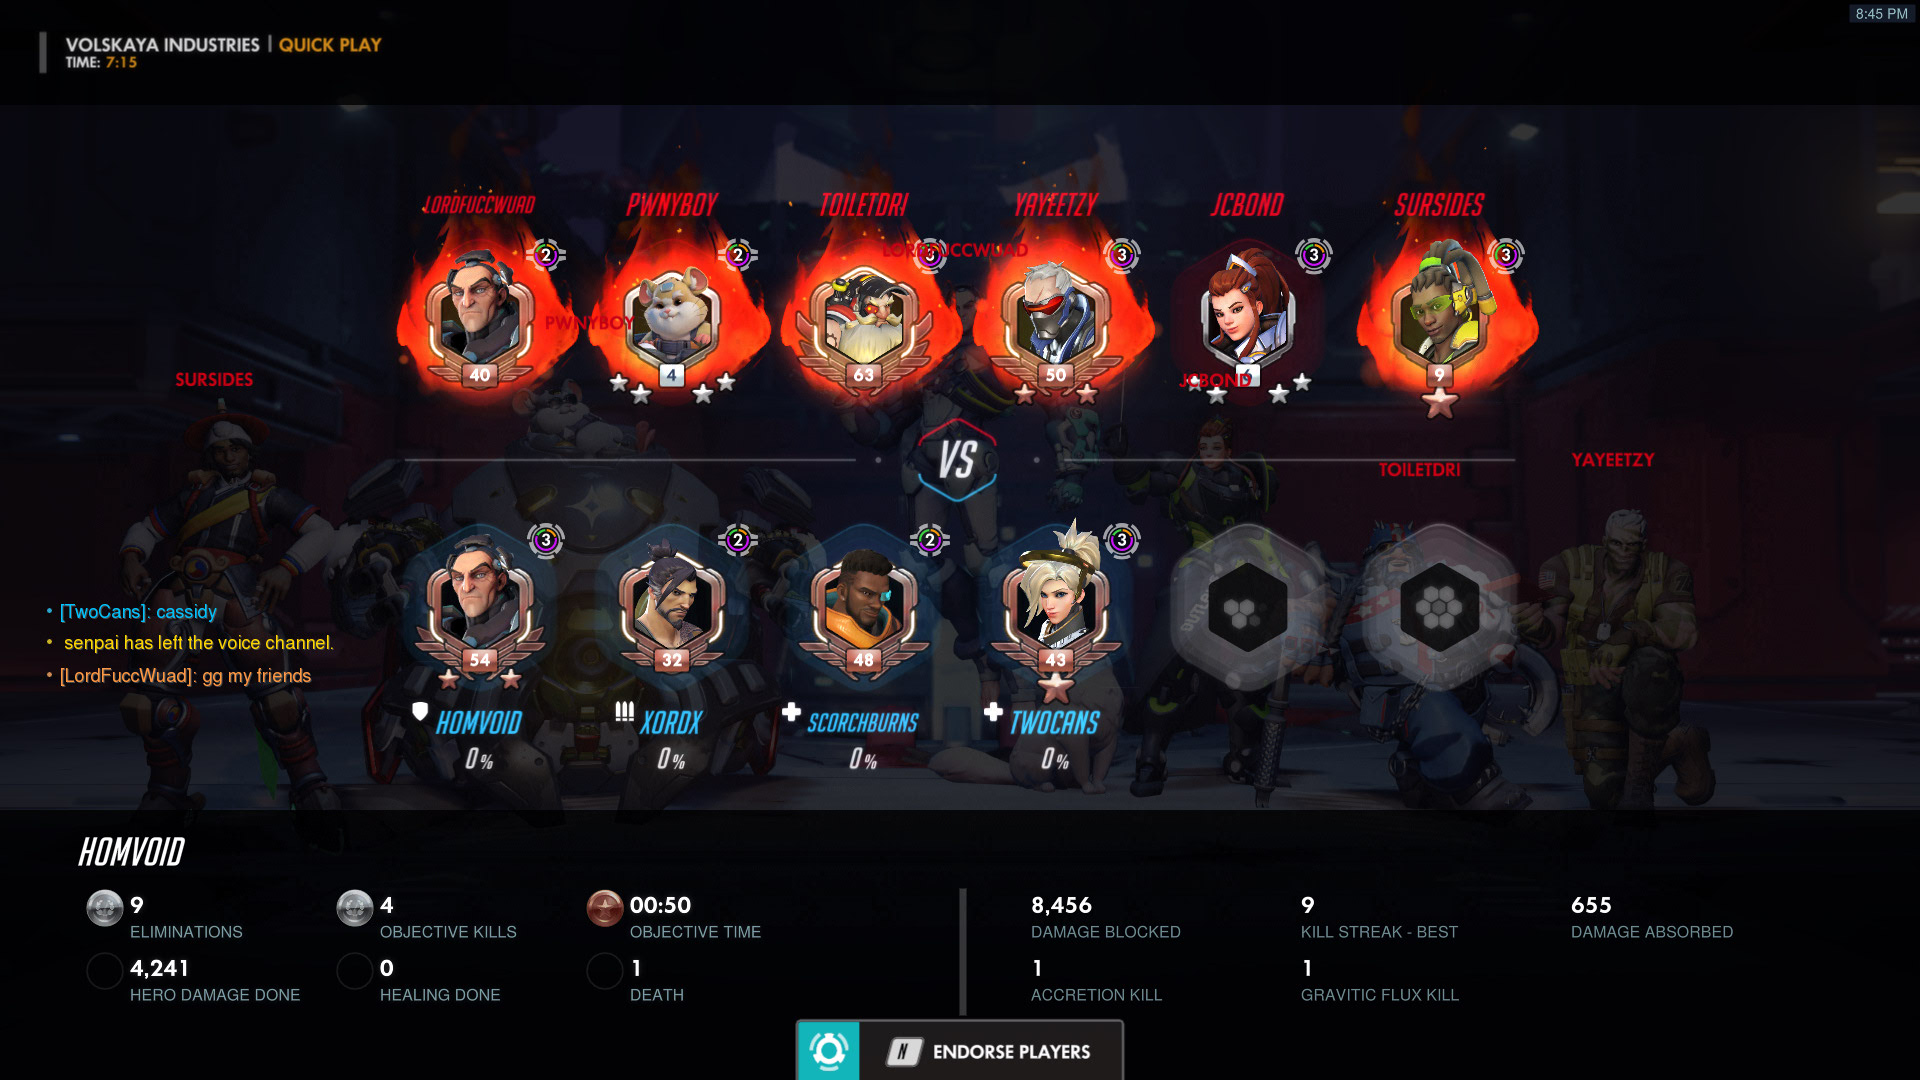 8:45 PM
VOLSKAYA INDUSTRIES | QUICK PLAY
TIME: 7:15
LORDFUCCWUAD PWNYBOY TOILETDRI YAYEETZY JCBOND SURSIDES
2 2 3 3 3 3
LORDFUCCWUAD
PWNYBOY
40 4 63 50 6 9
SURSIDES
JCBOND
VS
TOILETDRI
YAYEETZY
3 2 2 3
• [TwoCans]: cassidy
• senpai has left the voice channel.
• [LordFuccWuad]: gg my friends
54 32 48 43
HOMVOID XORDX SCORCHBURNS TWOCANS
0% 0% 0% 0%
HOMVOID
9 4 00:50 8,456 9 655
ELIMINATIONS OBJECTIVE KILLS OBJECTIVE TIME DAMAGE BLOCKED KILL STREAK - BEST DAMAGE ABSORBED
4,241 0 1 1 1
HERO DAMAGE DONE HEALING DONE DEATH ACCRETION KILL GRAVITIC FLUX KILL
N ENDORSE PLAYERS